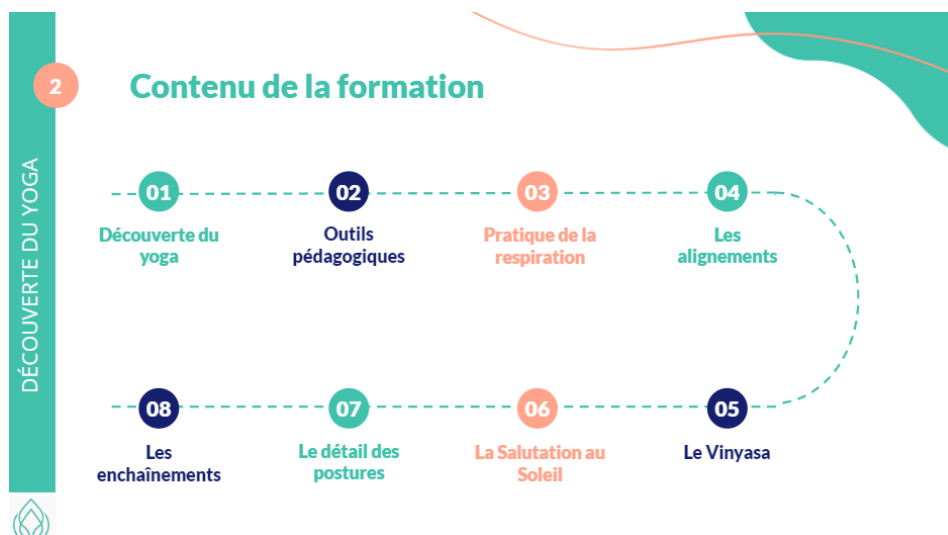 2
Contenu de la formation
DÉCOUVERTE DU YOGA
01
Découverte du
yoga
02
Outils
pédagogiques
03
Pratique de la
respiration
04
Les
alignements
05
Le Vinyasa
06
La Salutation au
Soleil
07
Le détail des
postures
08
Les
enchaînements